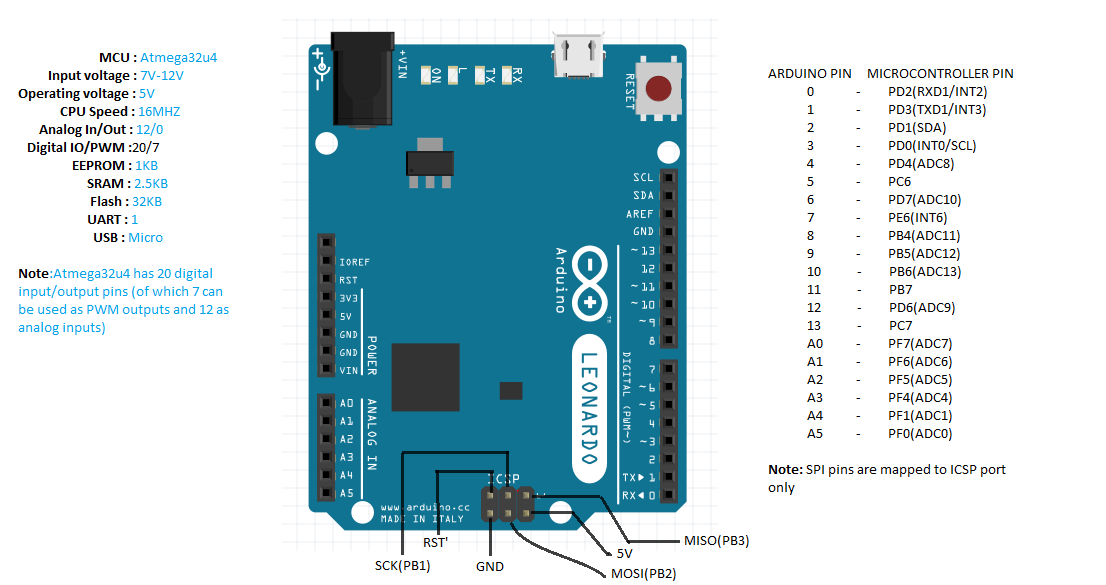 MCU : Atmega32u4
Input voltage : 7V-12V
Operating voltage : 5V
CPU Speed : 16MHZ
Analog In/Out : 12/0
Digital IO/PWM :20/7
EEPROM : 1KB
SRAM : 2.5KB
Flash : 32KB
UART : 1
USB : Micro
Note:Atmega32u4 has 20 digital
input/output pins (of which 7 can
be used as PWM outputs and 12 as
analog inputs)
+VIN
ON
L
TX
RX
RESET
SCL
SDA
AREF
GND
~13
12
~11
~10
~9
8
7
~6
~5
4
~3
2
TX▶1
RX◀0
DIGITAL (PWM~)
IOREF
RST
3V3
5V
GND
GND
VIN
POWER
A0
A1
A2
A3
A4
A5
ANALOG IN
Arduino
TM
LEONARDO
ICSP
www.arduino.cc
MADE IN ITALY
RST'
SCK(PB1)
GND
5V
MOSI(PB2)
MISO(PB3)
ARDUINO PIN MICROCONTROLLER PIN
0 - PD2(RXD1/INT2)
1 - PD3(TXD1/INT3)
2 - PD1(SDA)
3 - PD0(INT0/SCL)
4 - PD4(ADC8)
5 - PC6
6 - PD7(ADC10)
7 - PE6(INT6)
8 - PB4(ADC11)
9 - PB5(ADC12)
10 - PB6(ADC13)
11 - PB7
12 - PD6(ADC9)
13 - PC7
A0 - PF7(ADC7)
A1 - PF6(ADC6)
A2 - PF5(ADC5)
A3 - PF4(ADC4)
A4 - PF1(ADC1)
A5 - PF0(ADC0)
Note: SPI pins are mapped to ICSP port
only